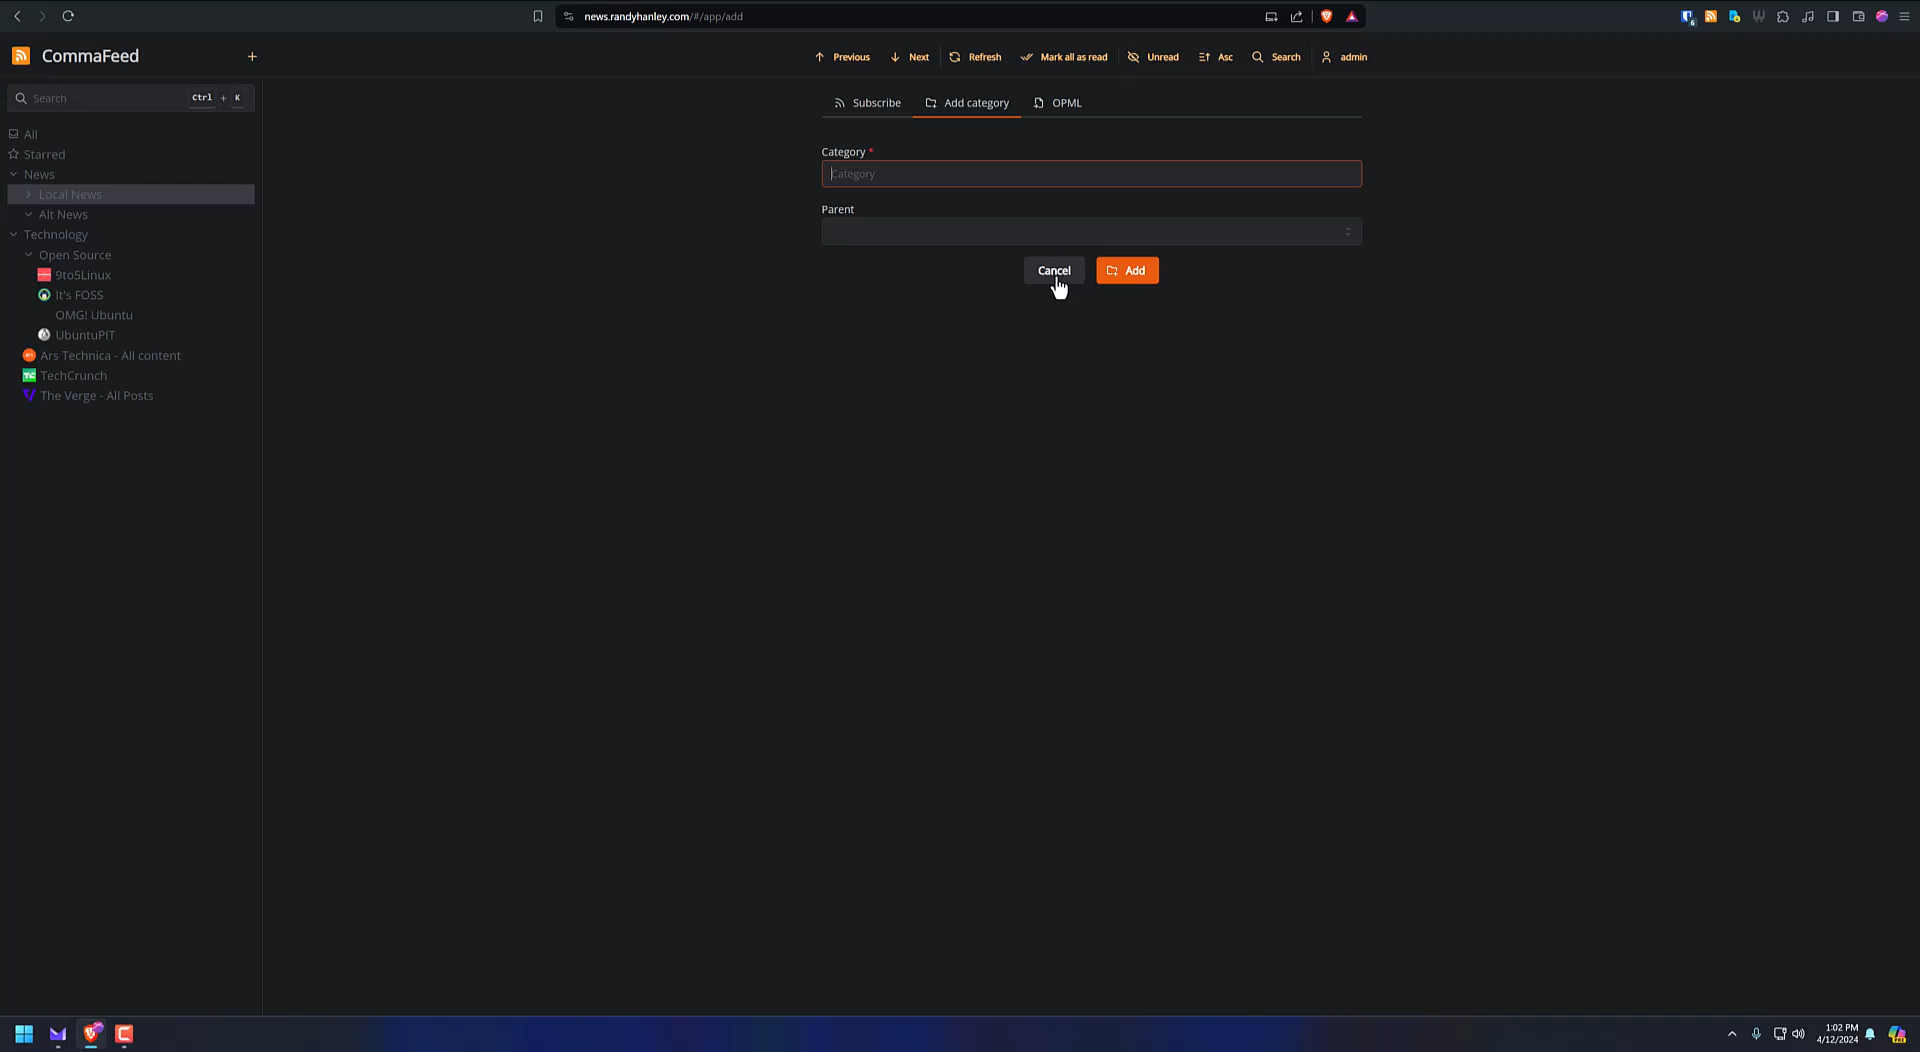 news.randyhanley.com/#/app/add
6
CommaFeed
+
Previous
Next
Refresh
Mark all as read
Unread
Asc
Search
admin
Search
Ctrl + K
All
Starred
News
Local News
Alt News
Technology
Open Source
9to5Linux
It's FOSS
OMG! Ubuntu
UbuntuPIT
Ars Technica - All content
TechCrunch
The Verge - All Posts
Subscribe
Add category
OPML
Category *
Category
Parent
Cancel
Add
1:02 PM
4/12/2024